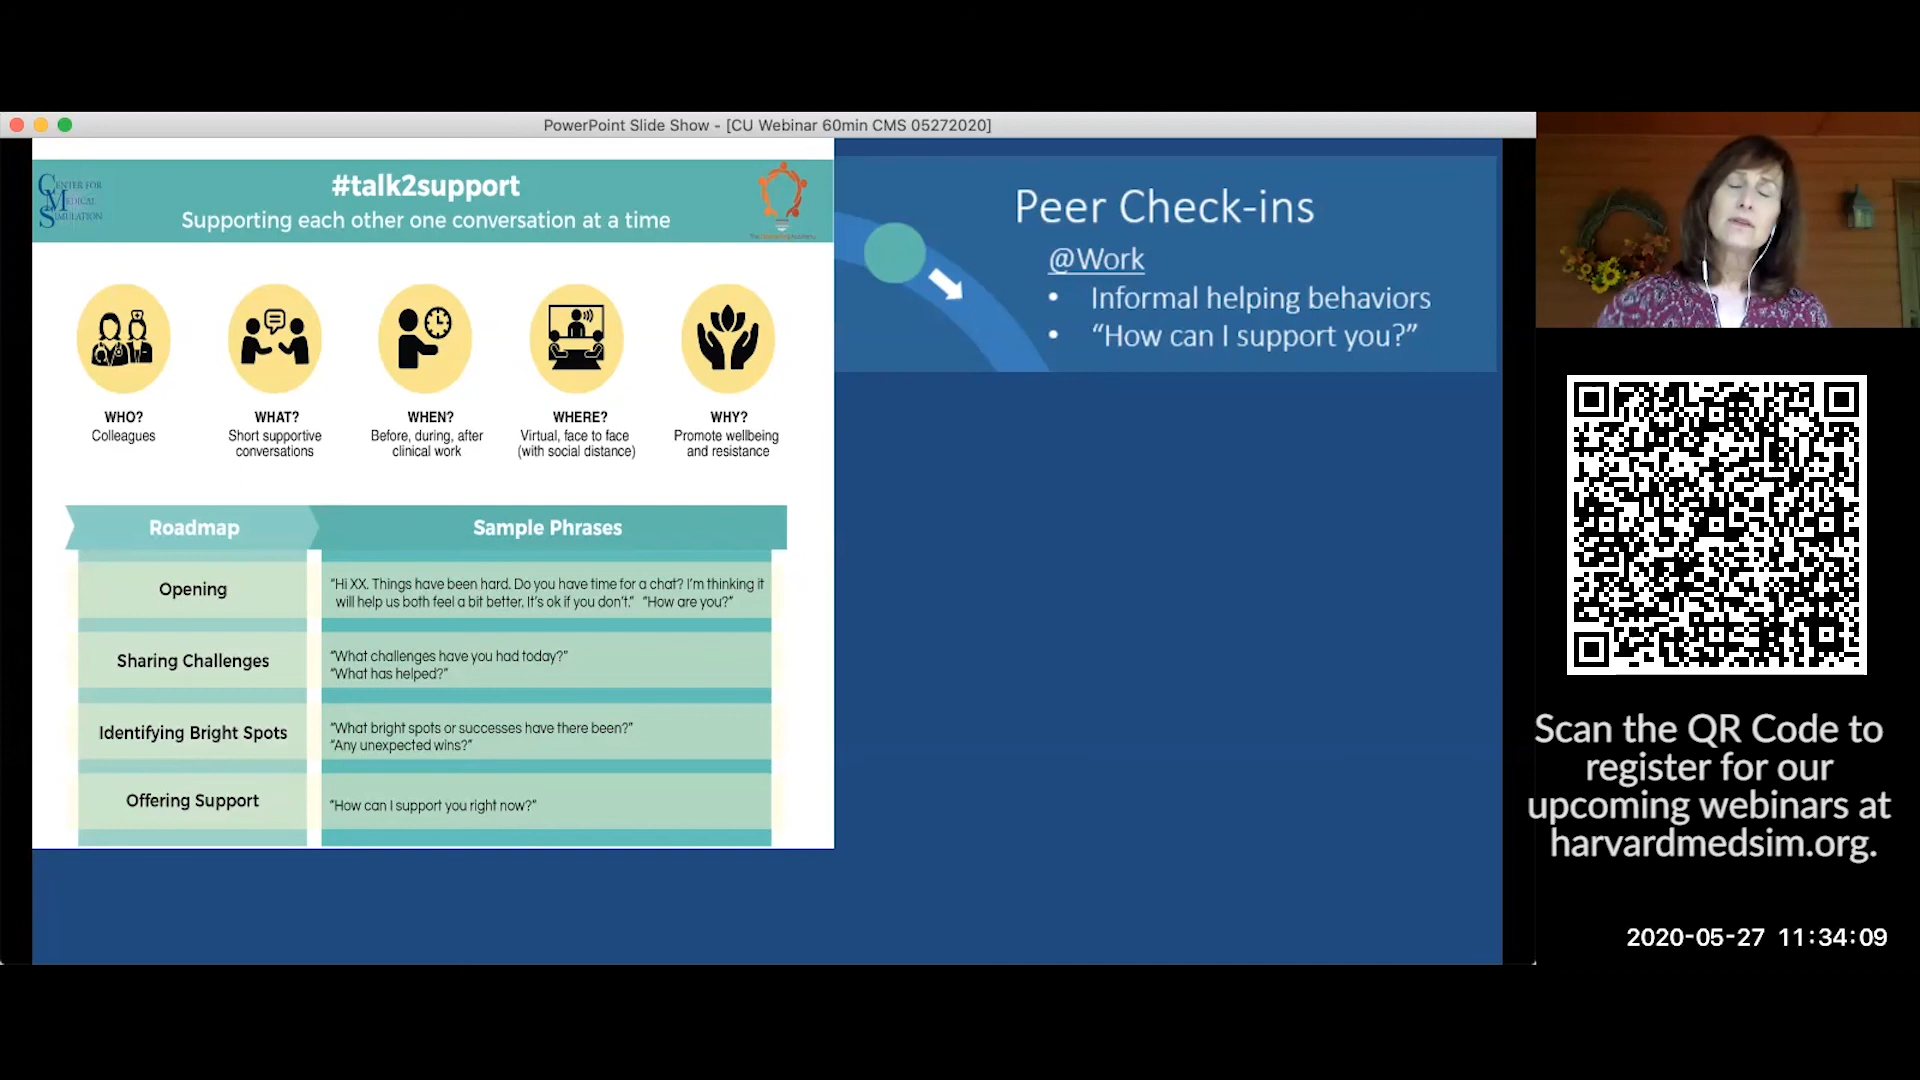 PowerPoint Slide Show - [CU Webinar 60min CMS 05272020]
CENTER FOR
MEDICAL
SIMULATION
#talk2support
Supporting each other one conversation at a time
WHO?
Colleagues
WHAT?
Short supportive
conversations
WHEN?
Before, during, after
clinical work
WHERE?
Virtual, face to face
(with social distance)
WHY?
Promote wellbeing
and resistance
Roadmap
Sample Phrases
Opening
“Hi XX. Things have been hard. Do you have time for a chat? I’m thinking it
will help us both feel a bit better. It’s ok if you don’t.” “How are you?”
Sharing Challenges
“What challenges have you had today?”
“What has helped?”
Identifying Bright Spots
“What bright spots or successes have there been?”
“Any unexpected wins?”
Offering Support
“How can I support you right now?”
Peer Check-ins
@Work
• Informal helping behaviors
• “How can I support you?”
Scan the QR Code to
register for our
upcoming webinars at
harvardmedsim.org.
2020-05-27 11:34:09